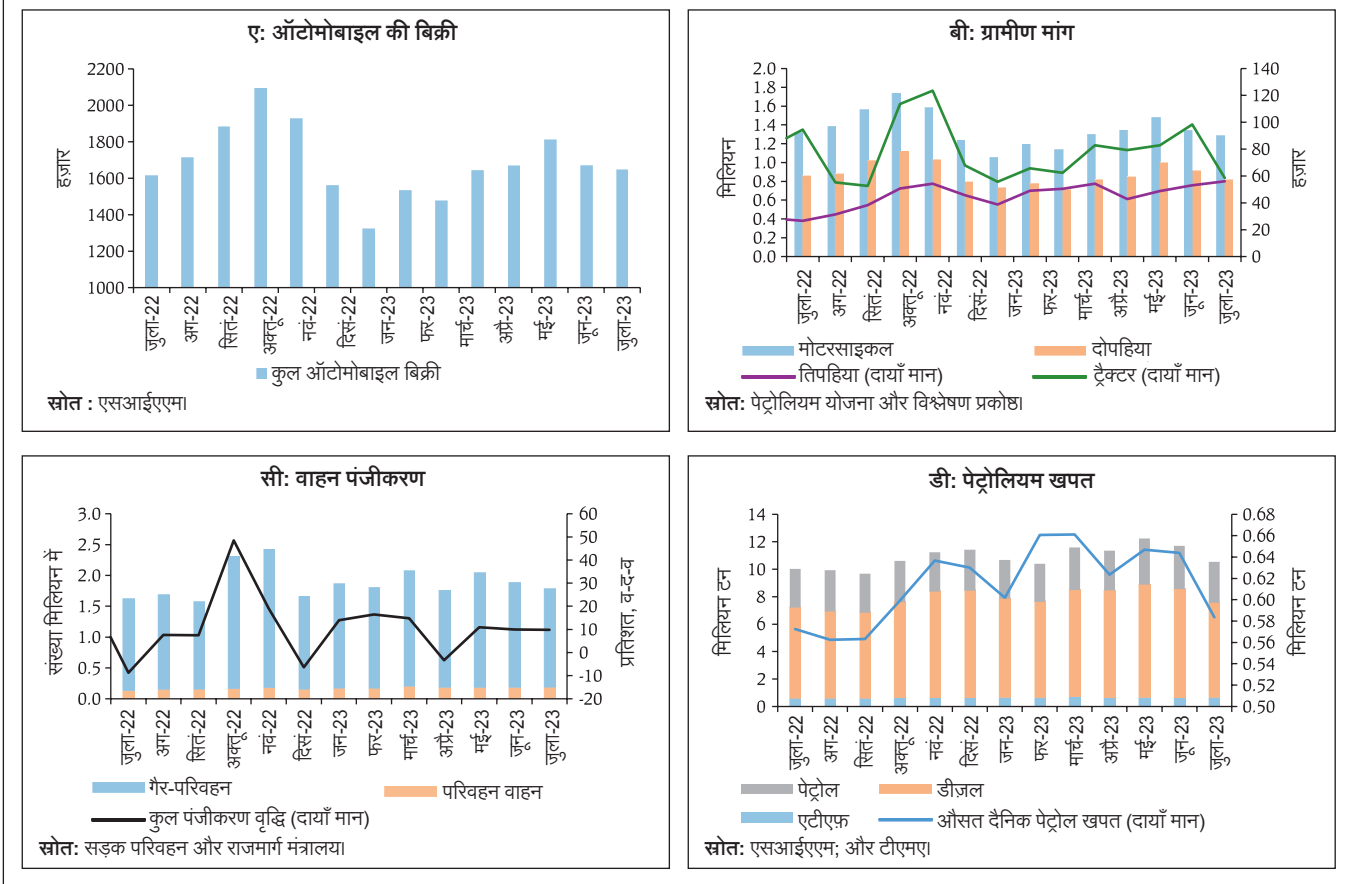 ए: ऑटोमोबाइल की बिक्री
हज़ार
2200
2000
1800
1600
1400
1200
1000
जुला-22 अग-22 सितं-22 अक्तू-22 नवं-22 दिसं-22 जन-23 फर-23 मार्च-23 अप्रै-23 मई-23 जून-23 जुला-23
कुल ऑटोमोबाइल बिक्री
स्रोत : एसआईएएम।
बी: ग्रामीण मांग
मिलियन
2.0
1.8
1.6
1.4
1.2
1.0
0.8
0.6
0.4
0.2
0.0
140
120
100
80
60
40
20
0
हज़ार
जुला-22 अग-22 सितं-22 अक्तू-22 नवं-22 दिसं-22 जन-23 फर-23 मार्च-23 अप्रै-23 मई-23 जून-23 जुला-23
मोटरसाइकल दोपहिया
तिपहिया (दायाँ मान) ट्रैक्टर (दायाँ मान)
स्रोत: पेट्रोलियम योजना और विश्लेषण प्रकोष्ठ।
सी: वाहन पंजीकरण
संख्या मिलियन में
3.0
2.5
2.0
1.5
1.0
0.5
0.0
60
50
40
30
20
10
0
-10
-20
प्रतिशत, व-द-व
जुला-22 अग-22 सितं-22 अक्तू-22 नवं-22 दिसं-22 जन-23 फर-23 मार्च-23 अप्रै-23 मई-23 जून-23 जुला-23
गैर-परिवहन परिवहन वाहन
कुल पंजीकरण वृद्धि (दायाँ मान)
स्रोत: सड़क परिवहन और राजमार्ग मंत्रालय।
डी: पेट्रोलियम खपत
मिलियन टन
14
12
10
8
6
4
2
0
0.68
0.66
0.64
0.62
0.60
0.58
0.56
0.54
0.52
0.50
मिलियन टन
जुला-22 अग-22 सितं-22 अक्तू-22 नवं-22 दिसं-22 जन-23 फर-23 मार्च-23 अप्रै-23 मई-23 जून-23 जुला-23
पेट्रोल डीज़ल
एटीएफ़ औसत दैनिक पेट्रोल खपत (दायाँ मान)
स्रोत: एसआईएएम; और टीएमए।